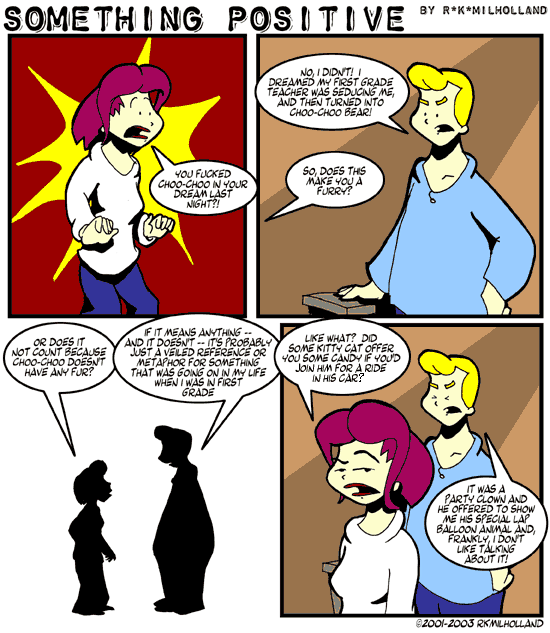 SOMETHING POSITIVE BY R*K*MILHOLLAND
YOU FUCKED
CHOO-CHOO IN YOUR
DREAM LAST
NIGHT?!
NO, I DIDN'T! I
DREAMED MY FIRST GRADE
TEACHER WAS SEDUCING ME,
AND THEN TURNED INTO
CHOO-CHOO BEAR!
SO, DOES THIS
MAKE YOU A
FURRY?
OR DOES IT
NOT COUNT BECAUSE
CHOO-CHOO DOESN'T
HAVE ANY FUR?
IF IT MEANS ANYTHING --
AND IT DOESN'T -- IT'S PROBABLY
JUST A VEILED REFERENCE OR
METAPHOR FOR SOMETHING
THAT WAS GOING ON IN MY LIFE
WHEN I WAS IN FIRST
GRADE
LIKE WHAT? DID
SOME KITTY CAT OFFER
YOU SOME CANDY IF YOU'D
JOIN HIM FOR A RIDE
IN HIS CAR?
IT WAS A
PARTY CLOWN AND
HE OFFERED TO SHOW
ME HIS SPECIAL LAP
BALLOON ANIMAL AND,
FRANKLY, I DON'T
LIKE TALKING
ABOUT IT!
©2001-2003 RKMILHOLLAND